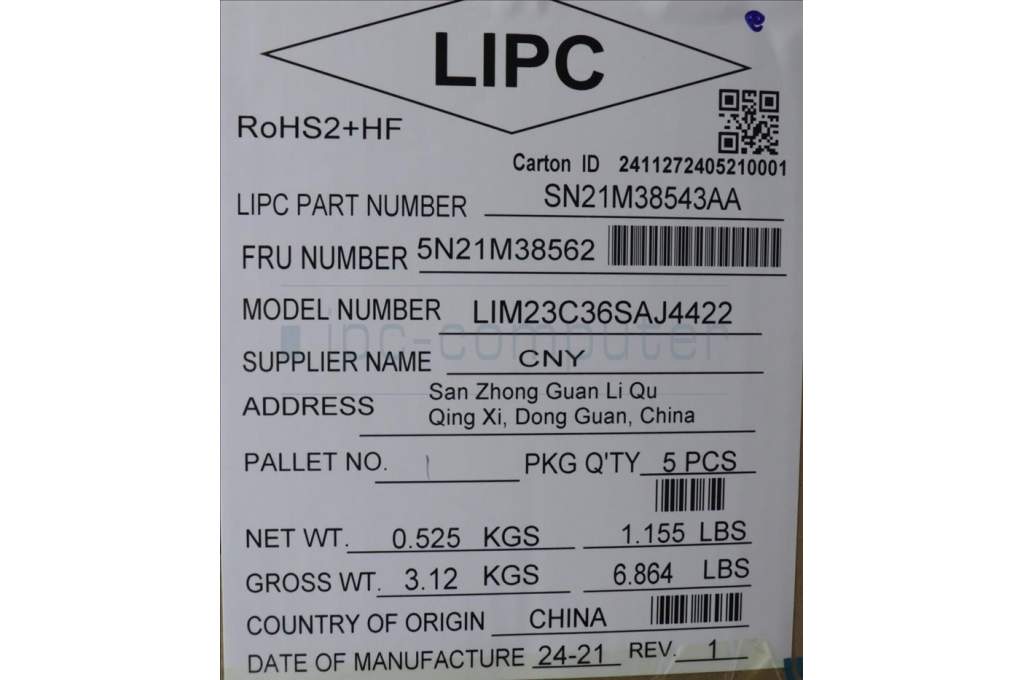 LIPC
RoHS2+HF
Carton ID 2411272405210001
LIPC PART NUMBER SN21M38543AA
FRU NUMBER 5N21M38562
MODEL NUMBER LIM23C36SAJ4422
ipc-computer
SUPPLIER NAME CNY
ADDRESS San Zhong Guan Li Qu
Qing Xi, Dong Guan, China
PALLET NO. PKG Q'TY 5 PCS
NET WT. 0.525 KGS 1.155 LBS
GROSS WT. 3.12 KGS 6.864 LBS
COUNTRY OF ORIGIN CHINA
DATE OF MANUFACTURE 24-21 REV. 1